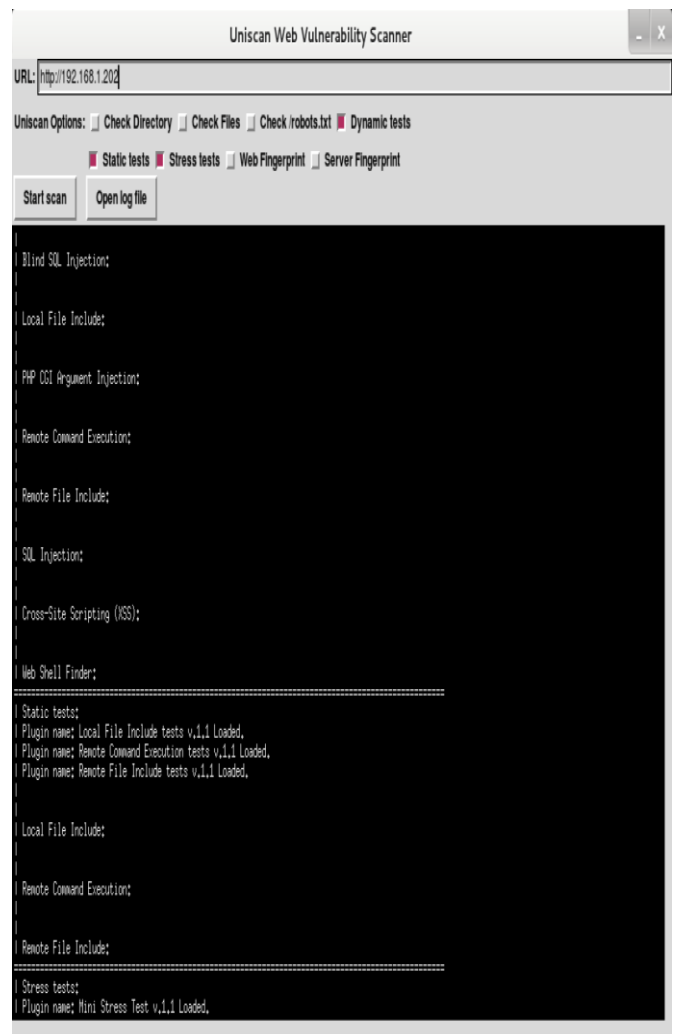 Uniscan Web Vulnerability Scanner
_ X
URL: http://192.168.1.202
Uniscan Options: Check Directory Check Files Check /robots.txt Dynamic tests
Static tests Stress tests Web Fingerprint Server Fingerprint
Start scan Open log file
|
| Blind SQL Injection:
|
|
| Local File Include:
|
|
| PHP CGI Argument Injection:
|
|
| Remote Command Execution:
|
|
| Remote File Include:
|
|
| SQL Injection:
|
|
| Cross-Site Scripting (XSS):
|
|
| Web Shell Finder:
===================================================================================================
| Static tests:
| Plugin name: Local File Include tests v.1.1 Loaded.
| Plugin name: Remote Command Execution tests v.1.1 Loaded.
| Plugin name: Remote File Include tests v.1.1 Loaded.
|
|
| Local File Include:
|
|
| Remote Command Execution:
|
|
| Remote File Include:
===================================================================================================
| Stress tests:
| Plugin name: Mini Stress Test v.1.1 Loaded.